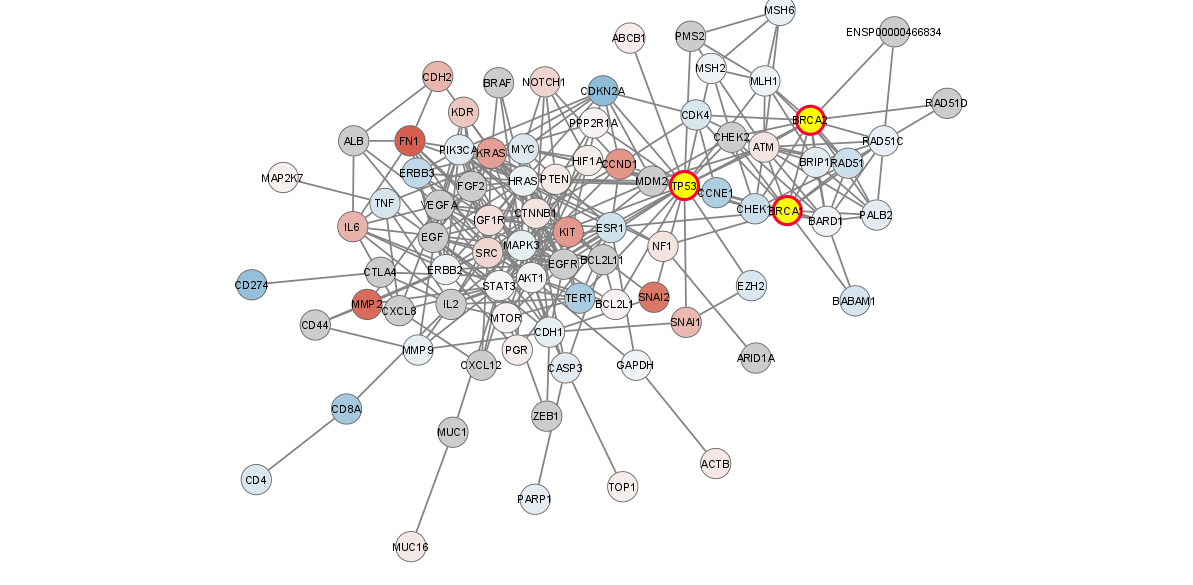 MSH6
ENSP00000466834
ABCB1
PMS2
MSH2
MLH1
CDH2
BRAF
NOTCH1
CDKN2A
RAD51D
KDR
CDK4
BRCA2
PPP2R1A
CHEK2
FN1
ALB
PIK3CA
KRAS
MYC
ATM
RAD51C
HIF1A
CCND1
BRIP1
RAD51
ERBB3
MAP2K7
FGF2
HRAS
PTEN
MDM2
TP53
CCNE1
TNF
VEGFA
IGF1R
CTNNB1
CHEK1
BRCA1
BARD1
PALB2
IL6
EGF
KIT
ESR1
NF1
MAPK3
SRC
EGFR
BCL2L11
CTLA4
ERBB2
AKT1
CD274
STAT3
TERT
SNAI2
EZH2
BABAM1
MMP2
CXCL8
IL2
BCL2L1
MTOR
CD44
CDH1
SNAI1
MMP9
PGR
CXCL12
CASP3
GAPDH
ARID1A
CD8A
MUC1
ZEB1
CD4
ACTB
PARP1
TOP1
MUC16